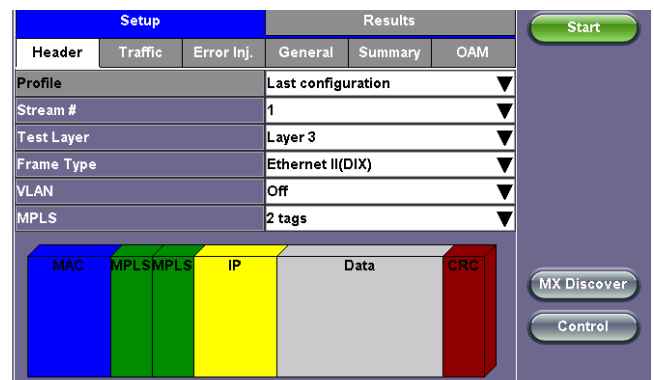 Setup Results Start
Header Traffic Error Inj. General Summary OAM
Profile Last configuration
Stream # 1
Test Layer Layer 3
Frame Type Ethernet II(DIX)
VLAN Off
MPLS 2 tags
MAC MPLS MPLS IP Data CRC
MX Discover
Control